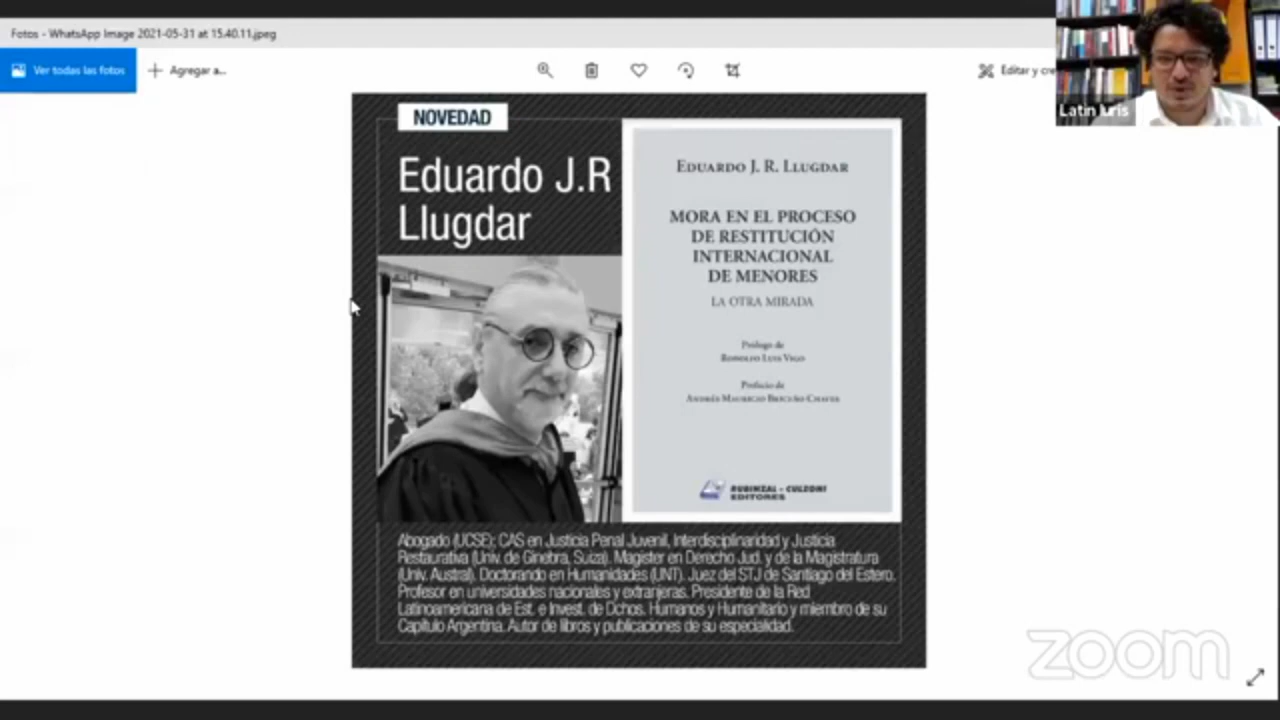 Fotos - WhatsApp Image 2021-05-31 at 15.40.11.jpeg
Ver todas las fotos
Agregar a...
Editar y cre
Latin Iuris
NOVEDAD
Eduardo J.R
Llugdar
EDUARDO J. R. LLUGDAR
MORA EN EL PROCESO
DE RESTITUCIÓN
INTERNACIONAL
DE MENORES
LA OTRA MIRADA
Prólogo de
RODOLFO LUIS VIGO
Prefacio de
ANDRÉS MAURICIO BRICEÑO CHAVES
RUBINZAL - CULZONI
EDITORES
Abogado (UCSE); CAS en Justicia Penal Juvenil, Interdisciplinaridad y Justicia
Restaurativa (Univ. de Ginebra, Suiza). Magister en Derecho Jud. y de la Magistratura
(Univ. Austral). Doctorando en Humanidades (UNT). Juez del STJ de Santiago del Estero.
Profesor en universidades nacionales y extranjeras. Presidente de la Red
Latinoamericana de Est. e Invest. de Dchos. Humanos y Humanitario y miembro de su
Capítulo Argentina. Autor de libros y publicaciones de su especialidad.
zoom